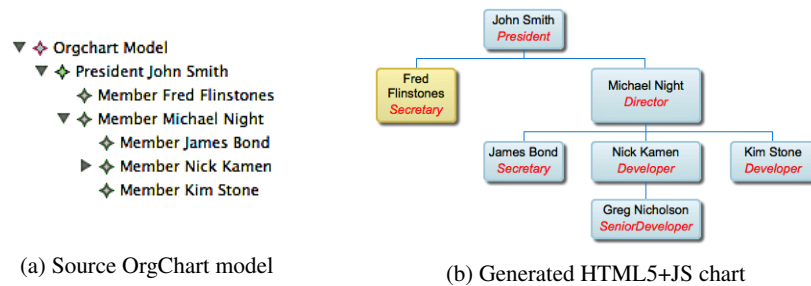 Orgchart Model
President John Smith
Member Fred Flinstones
Member Michael Night
Member James Bond
Member Nick Kamen
Member Kim Stone
(a) Source OrgChart model
John Smith
President
Fred
Flinstones
Secretary
Michael Night
Director
James Bond
Secretary
Nick Kamen
Developer
Kim Stone
Developer
Greg Nicholson
SeniorDeveloper
(b) Generated HTML5+JS chart